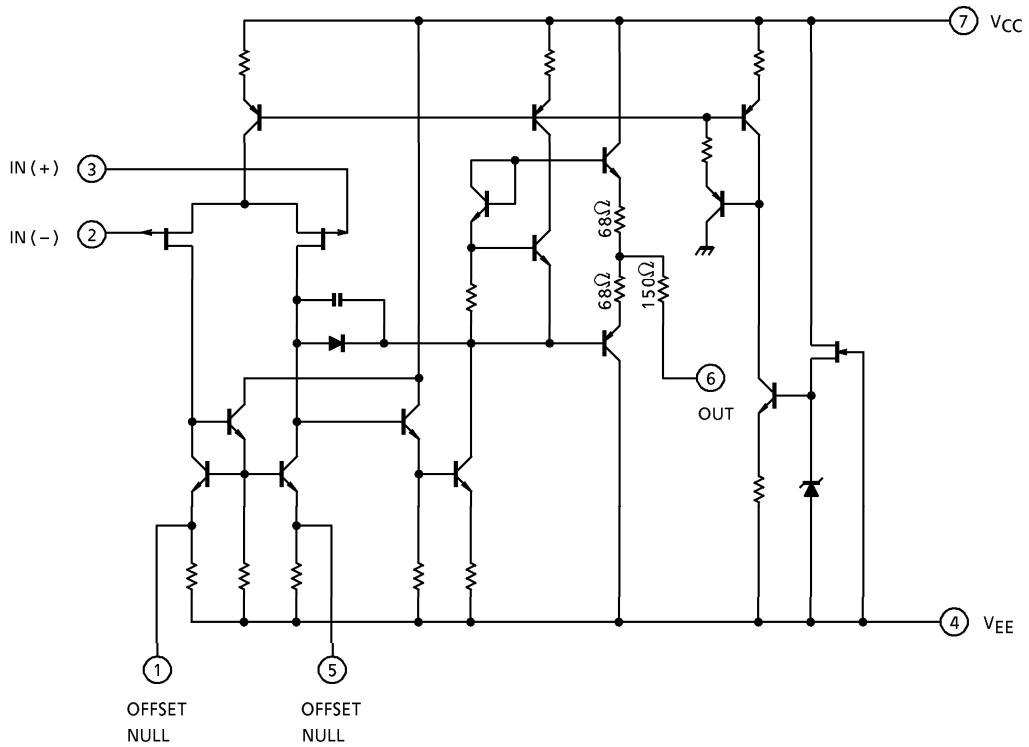 7 VCC
IN(+) 3
IN(-) 2
68Ω
68Ω
150Ω
6
OUT
4 VEE
1
5
OFFSET
NULL
OFFSET
NULL